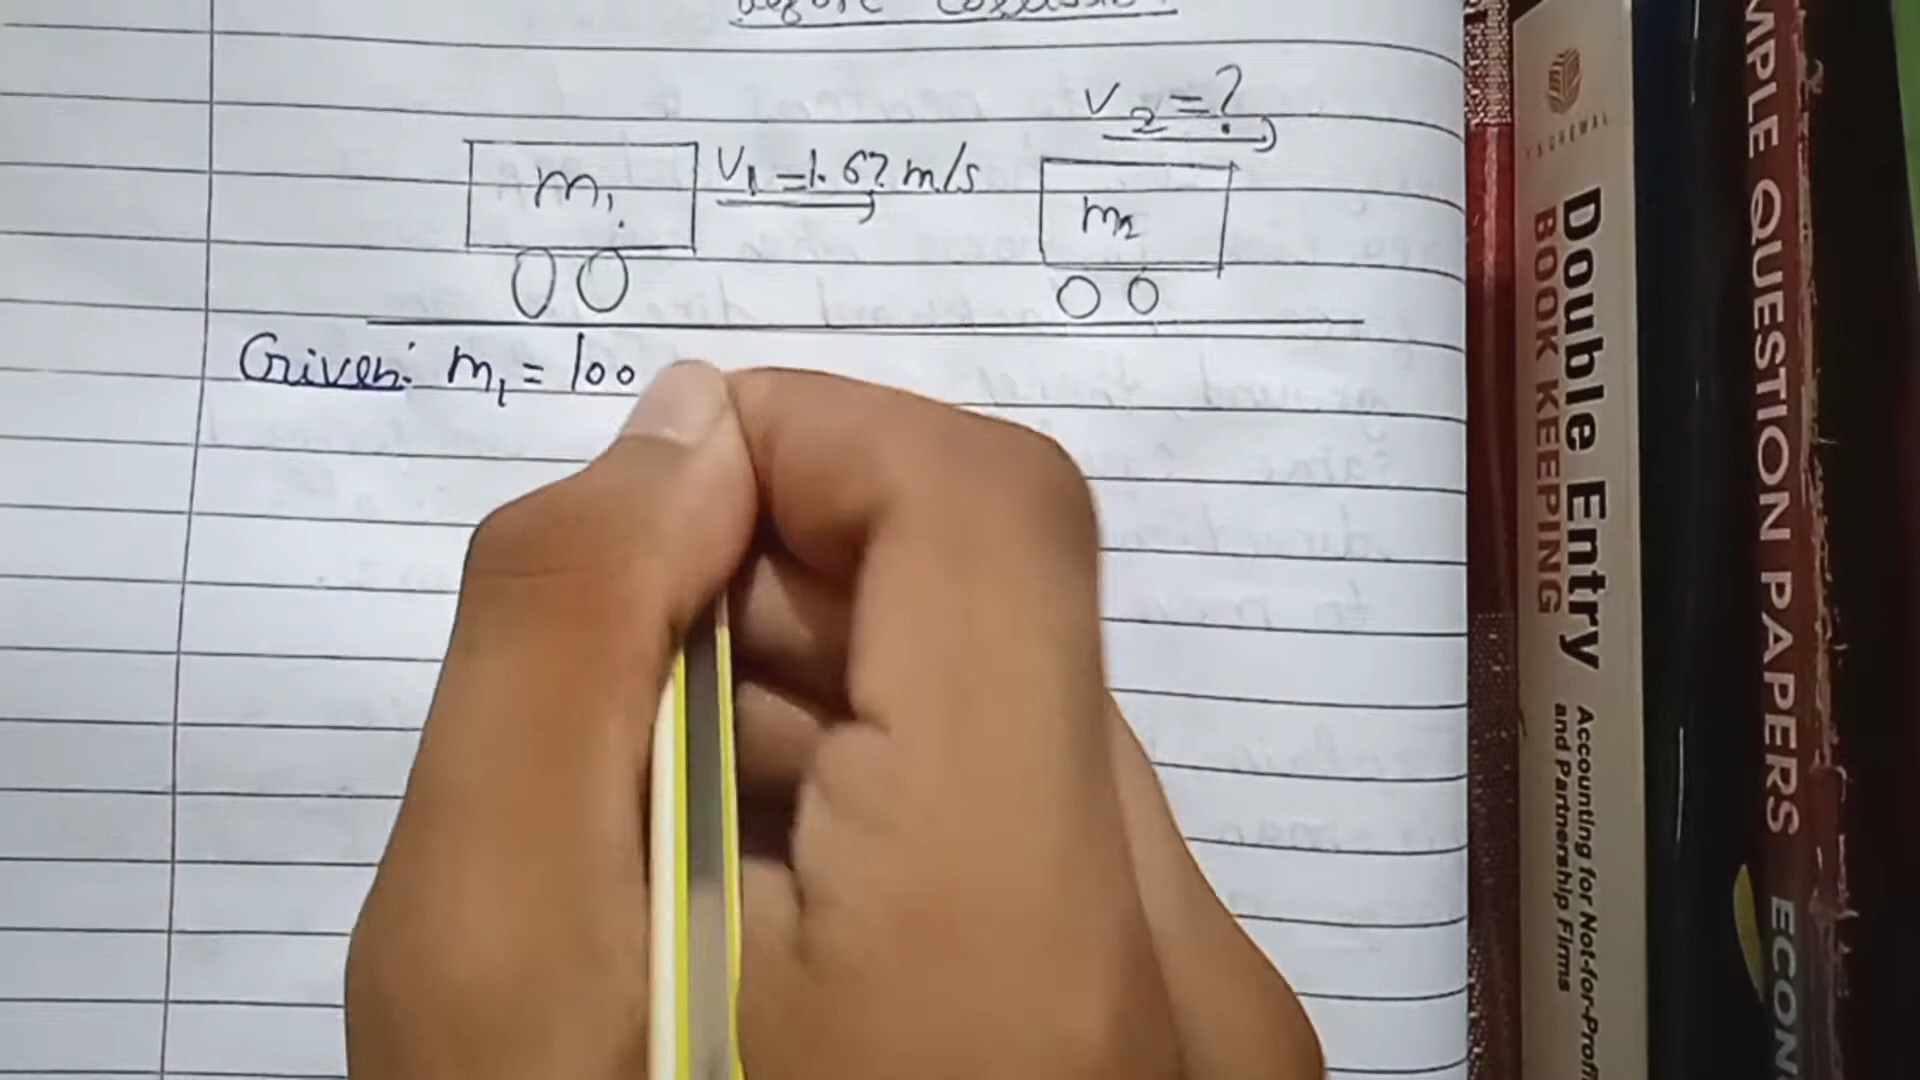 V₂ = ?
m₁
V₁ = 1.67 m/s
m₂
Given: m₁ = 100
Double Entry
BOOK KEEPING
Accounting for Not-for-Profit
and Partnership Firms
MPLE QUESTION PAPERS ECON